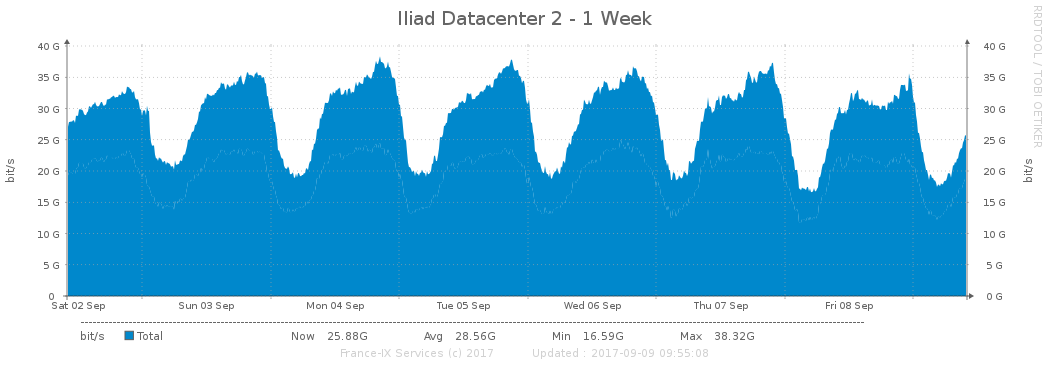 Iliad Datacenter 2 - 1 Week
RRDTOOL / TOBI OETIKER
40 G 40 G
35 G 35 G
30 G 30 G
25 G 25 G
20 G 20 G
15 G 15 G
10 G 10 G
5 G 5 G
0 0 G
bit/s bit/s
Sat 02 Sep Sun 03 Sep Mon 04 Sep Tue 05 Sep Wed 06 Sep Thu 07 Sep Fri 08 Sep
bit/s Total Now 25.88G Avg 28.56G Min 16.59G Max 38.32G
France-IX Services (c) 2017 Updated : 2017-09-09 09:55:08